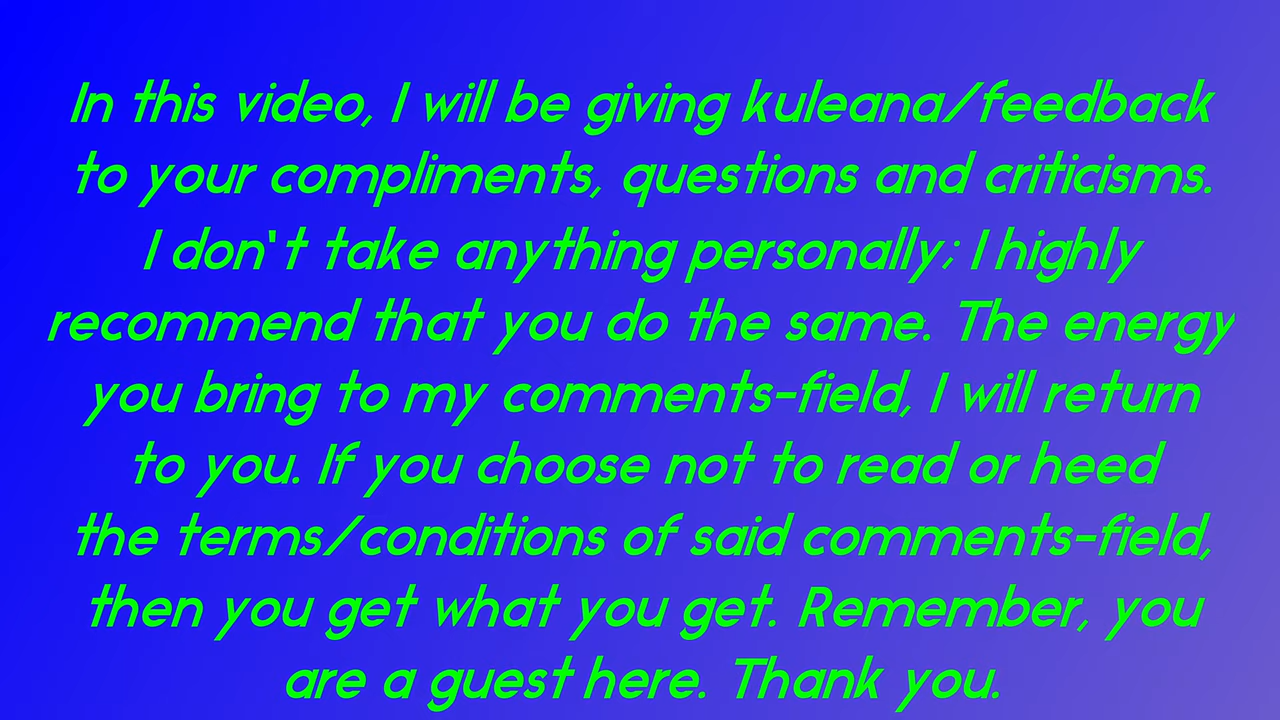 In this video, I will be giving kuleana/feedback
to your compliments, questions and criticisms.
I don't take anything personally; I highly
recommend that you do the same. The energy
you bring to my comments-field, I will return
to you. If you choose not to read or heed
the terms/conditions of said comments-field,
then you get what you get. Remember, you
are a guest here. Thank you.